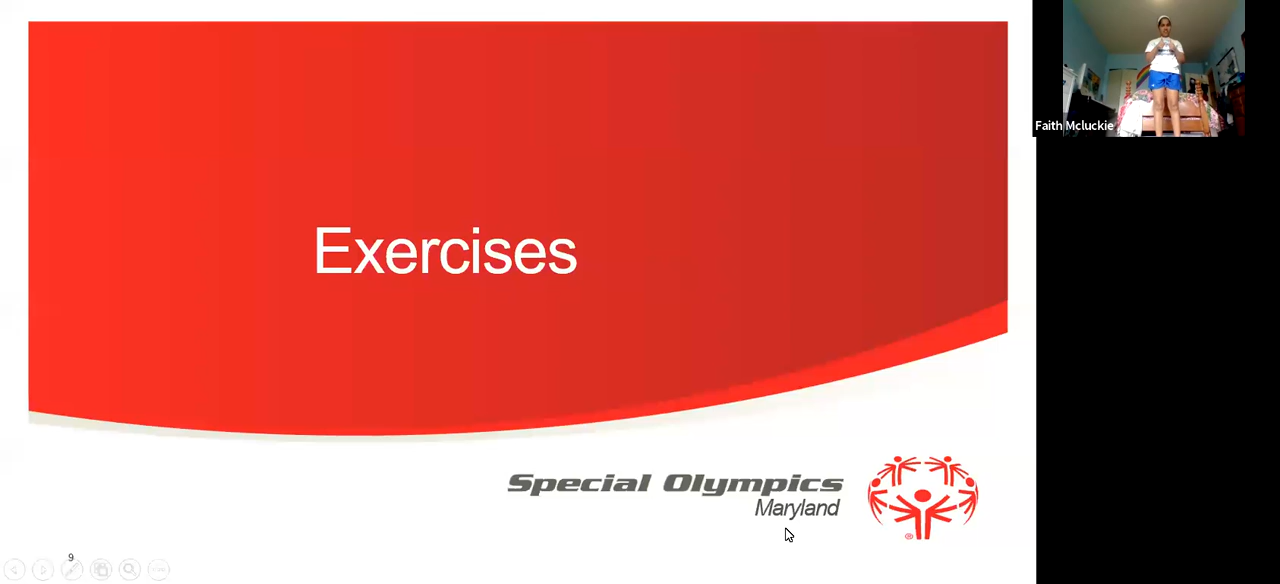 Exercises
Special Olympics
Maryland
®
9
Faith Mcluckie